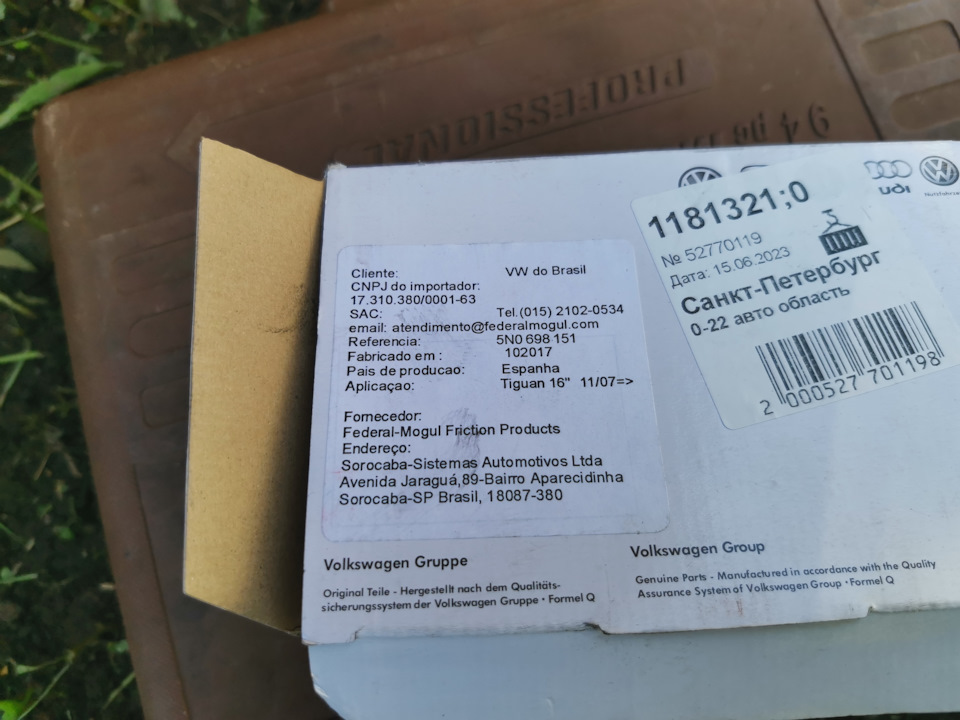 PROFESSIONAL
94
Cliente: VW do Brasil
CNPJ do importador:
17.310.380/0001-63
SAC: Tel.(015) 2102-0534
email: atendimento@federalmogul.com
Referencia: 5N0 698 151
Fabricado em : 102017
Pais de producao: Espanha
Aplicaçao: Tiguan 16" 11/07=>
Fornecedor:
Federal-Mogul Friction Products
Endereço:
Sorocaba-Sistemas Automotivos Ltda
Avenida Jaraguá,89-Bairro Aparecidinha
Sorocaba-SP Brasil, 18087-380
Volkswagen Gruppe
Original Teile - Hergestellt nach dem Qualitäts-
sicherungssystem der Volkswagen Gruppe · Formel Q
1181321;0
№ 52770119
Дата: 15.06.2023
Санкт-Петербург
0-22 авто область
2 000527 701198
Volkswagen Group
Genuine Parts - Manufactured in accordance with the Quality
Assurance System of Volkswagen Group · Formel Q